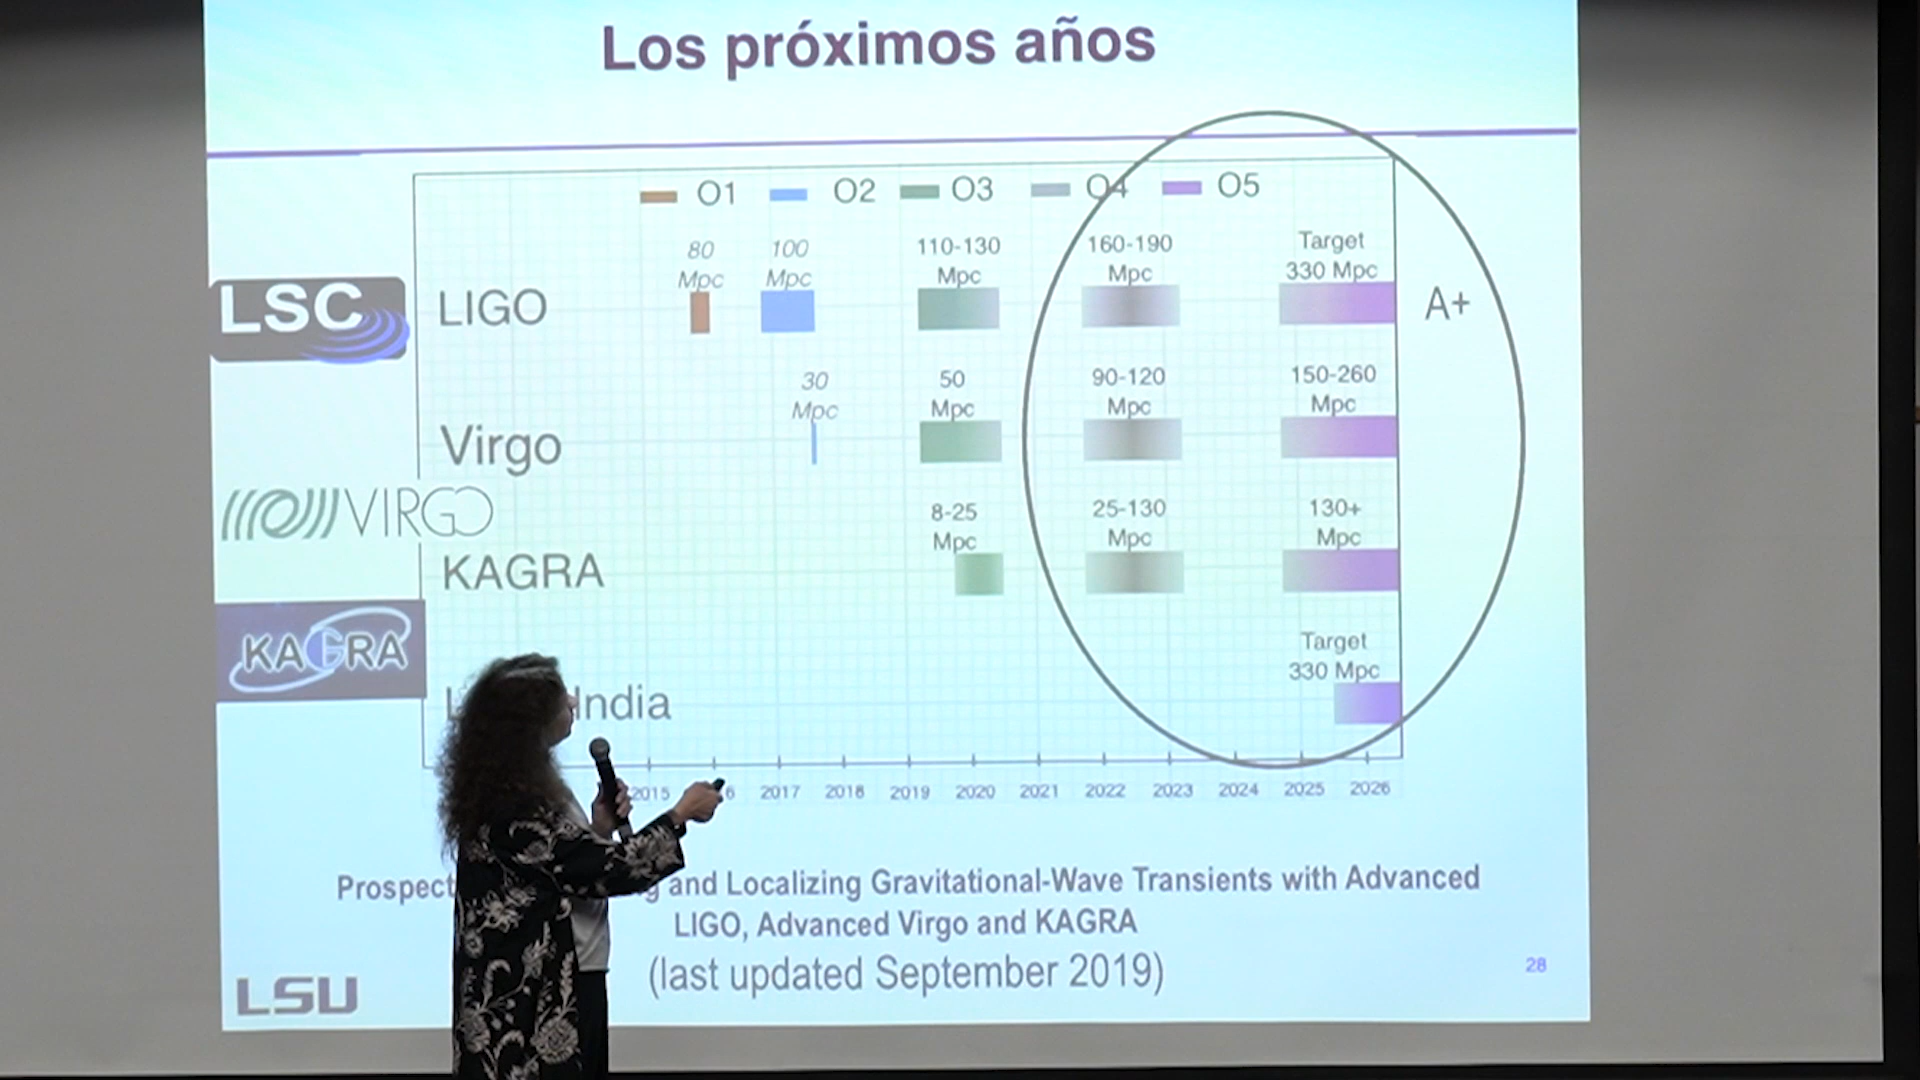 Los próximos años
O1 O2 O3 O4 O5
80 100 110-130 160-190 Target
Mpc Mpc Mpc Mpc 330 Mpc
LSC LIGO A+
30 50 90-120 150-260
Mpc Mpc Mpc Mpc
Virgo
VIRGO
8-25 25-130 130+
Mpc Mpc Mpc
KAGRA
KAGRA
Target
330 Mpc
India
2015 6 2017 2018 2019 2020 2021 2022 2023 2024 2025 2026
and Localizing Gravitational-Wave Transients with Advanced
LIGO, Advanced Virgo and KAGRA
(last updated September 2019)
28
LSU